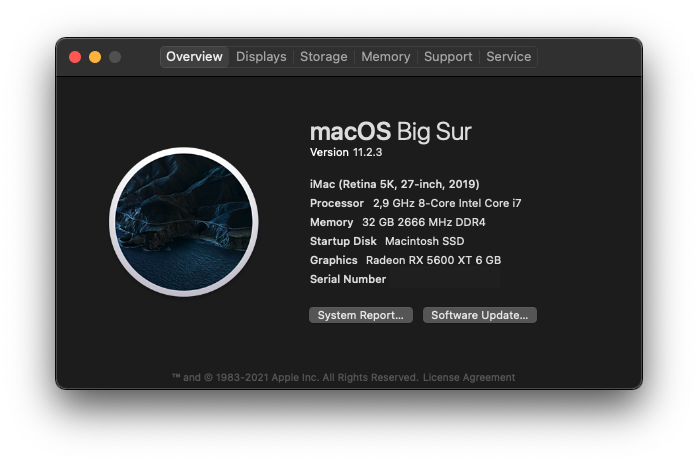 Overview Displays Storage Memory Support Service
macOS Big Sur
Version 11.2.3
iMac (Retina 5K, 27-inch, 2019)
Processor 2,9 GHz 8-Core Intel Core i7
Memory 32 GB 2666 MHz DDR4
Startup Disk Macintosh SSD
Graphics Radeon RX 5600 XT 6 GB
Serial Number
System Report... Software Update...
™ and © 1983-2021 Apple Inc. All Rights Reserved. License Agreement